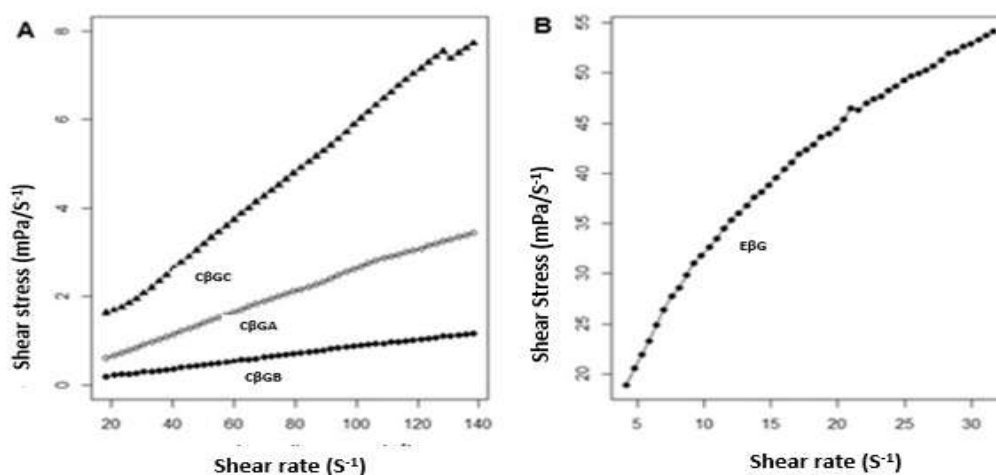 A
Shear stress (mPa/S⁻¹)
8
6
4
2
0
CβGC
CβGA
CβGB
20 40 60 80 100 120 140
Shear rate (S⁻¹)
B
Shear Stress (mPa/S⁻¹)
55
50
45
40
35
30
25
20
EβG
5 10 15 20 25 30
Shear rate (S⁻¹)